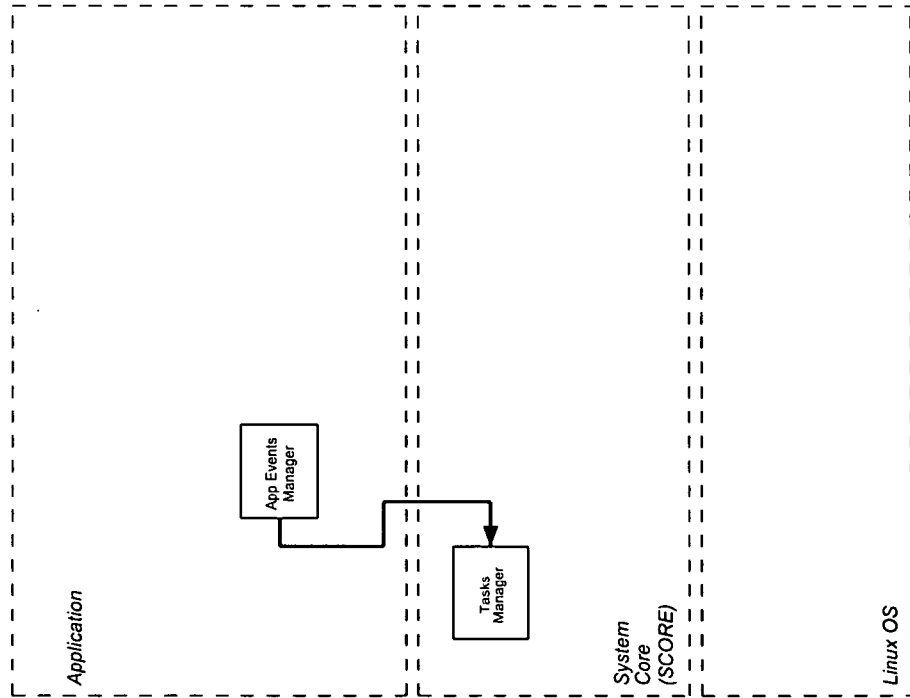 Application
App Events
Manager
Tasks
Manager
System
Core
(SCORE)
Linux OS